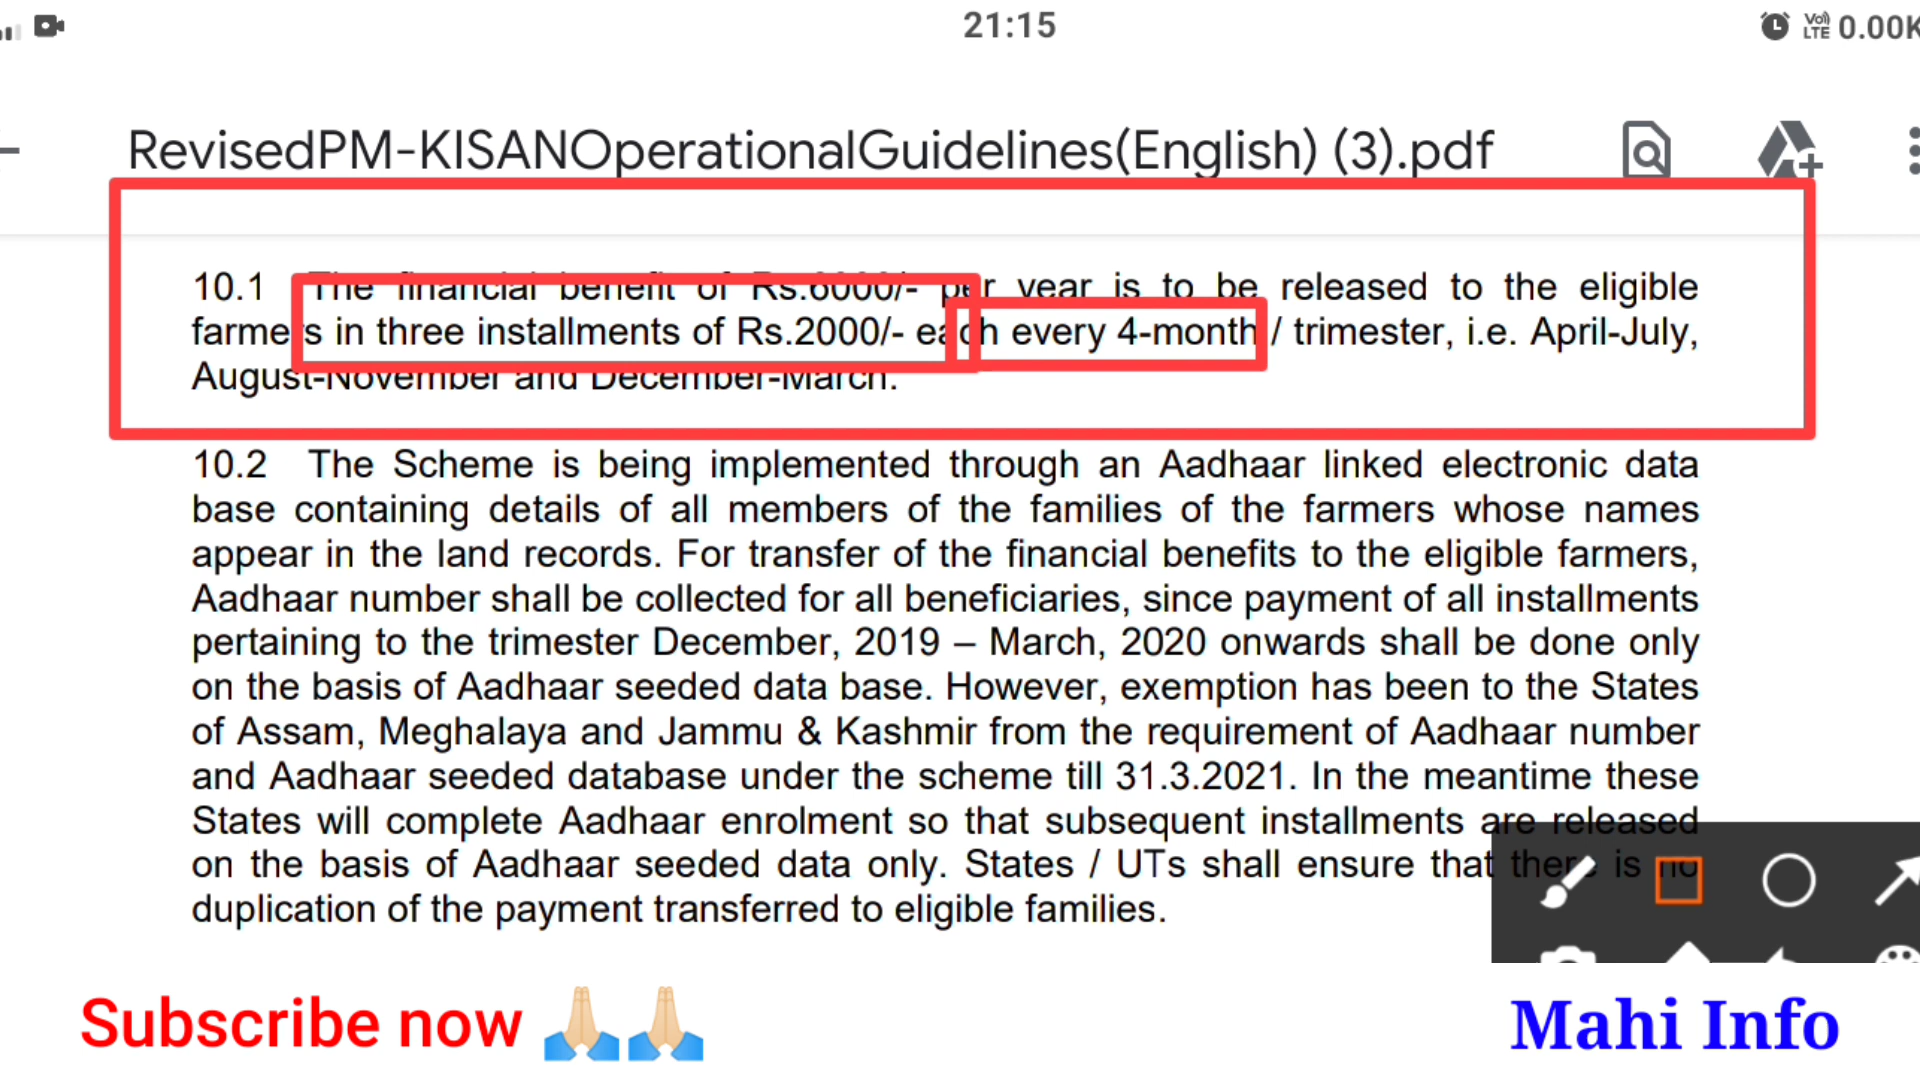 21:15
Vo) LTE 0.00K
RevisedPM-KISANOperationalGuidelines(English) (3).pdf
10.1 The financial benefit of Rs.6000/- per year is to be released to the eligible
farmers in three installments of Rs.2000/- each every 4-month / trimester, i.e. April-July,
August-November and December-March.
10.2 The Scheme is being implemented through an Aadhaar linked electronic data
base containing details of all members of the families of the farmers whose names
appear in the land records. For transfer of the financial benefits to the eligible farmers,
Aadhaar number shall be collected for all beneficiaries, since payment of all installments
pertaining to the trimester December, 2019 – March, 2020 onwards shall be done only
on the basis of Aadhaar seeded data base. However, exemption has been to the States
of Assam, Meghalaya and Jammu & Kashmir from the requirement of Aadhaar number
and Aadhaar seeded database under the scheme till 31.3.2021. In the meantime these
States will complete Aadhaar enrolment so that subsequent installments are released
on the basis of Aadhaar seeded data only. States / UTs shall ensure that there is no
duplication of the payment transferred to eligible families.
Subscribe now
Mahi Info